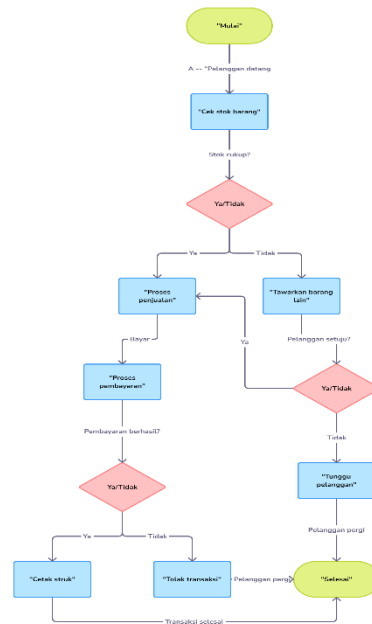 "Mulai"
A -- "Pelanggan datang
"Cek stok barang"
Stok cukup?
Ya/Tidak
Ya
Tidak
"Proses
penjualan"
"Tawarkan barang
lain"
Bayar
Ya
Pelanggan setuju?
"Proses
pembayaran"
Ya/Tidak
Pembayaran berhasil?
Tidak
Ya/Tidak
"Tunggu
pelanggan"
Ya
Tidak
Pelanggan pergi
"Cetak struk"
"Tolak transaksi"
Pelanggan pergi
"Selesai"
Transaksi selesai